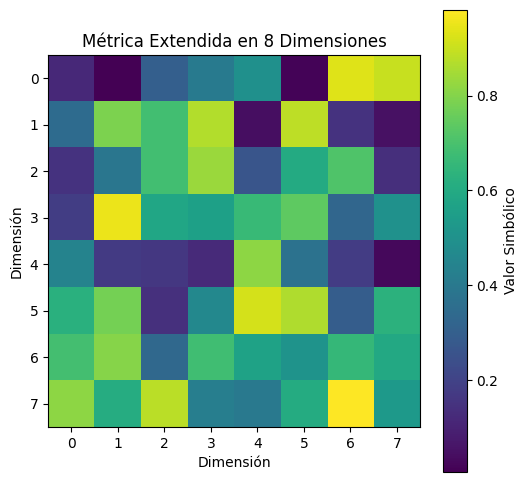 Métrica Extendida en 8 Dimensiones
0
1
2
3
4
5
6
7
Dimensión
0 1 2 3 4 5 6 7
Dimensión
0.8
0.6
0.4
0.2
Valor Simbólico